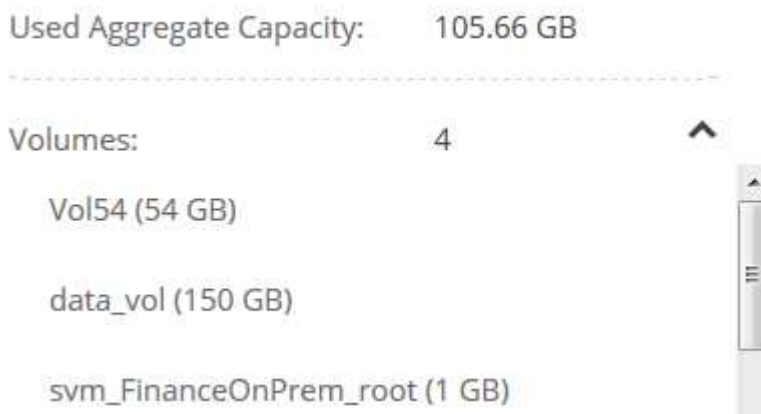 Used Aggregate Capacity: 105.66 GB
Volumes: 4
Vol54 (54 GB)
data_vol (150 GB)
svm_FinanceOnPrem_root (1 GB)